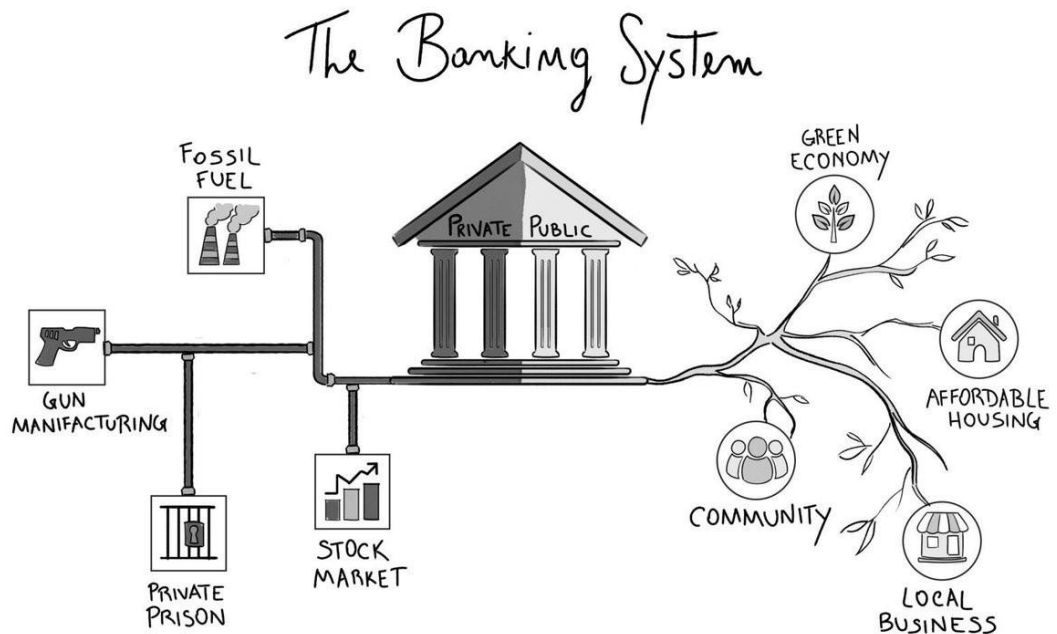 The Banking System
FOSSIL
FUEL
GREEN
ECONOMY
PRIVATE PUBLIC
GUN
MANIFACTURING
AFFORDABLE
HOUSING
COMMUNITY
STOCK
MARKET
PRIVATE
PRISON
LOCAL
BUSINESS